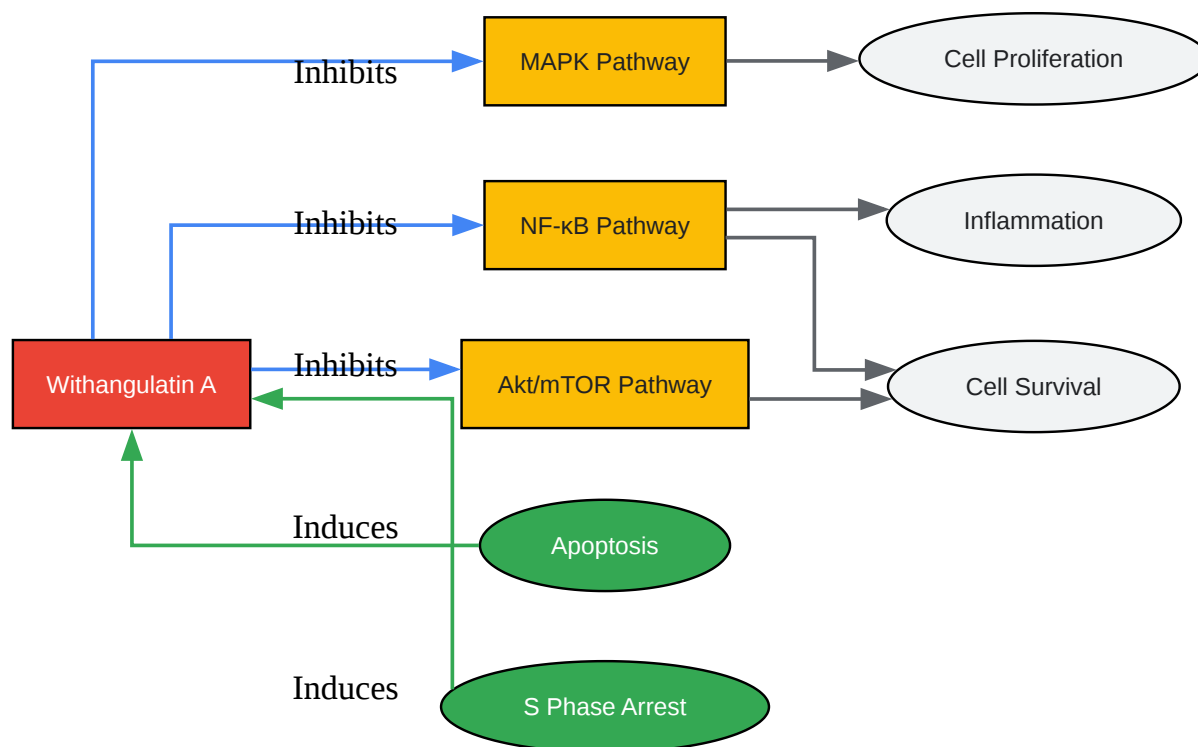 Inhibits
MAPK Pathway
Cell Proliferation
Inhibits
NF-κB Pathway
Inflammation
Withangulatin A
Inhibits
Akt/mTOR Pathway
Cell Survival
Induces
Apoptosis
Induces
S Phase Arrest